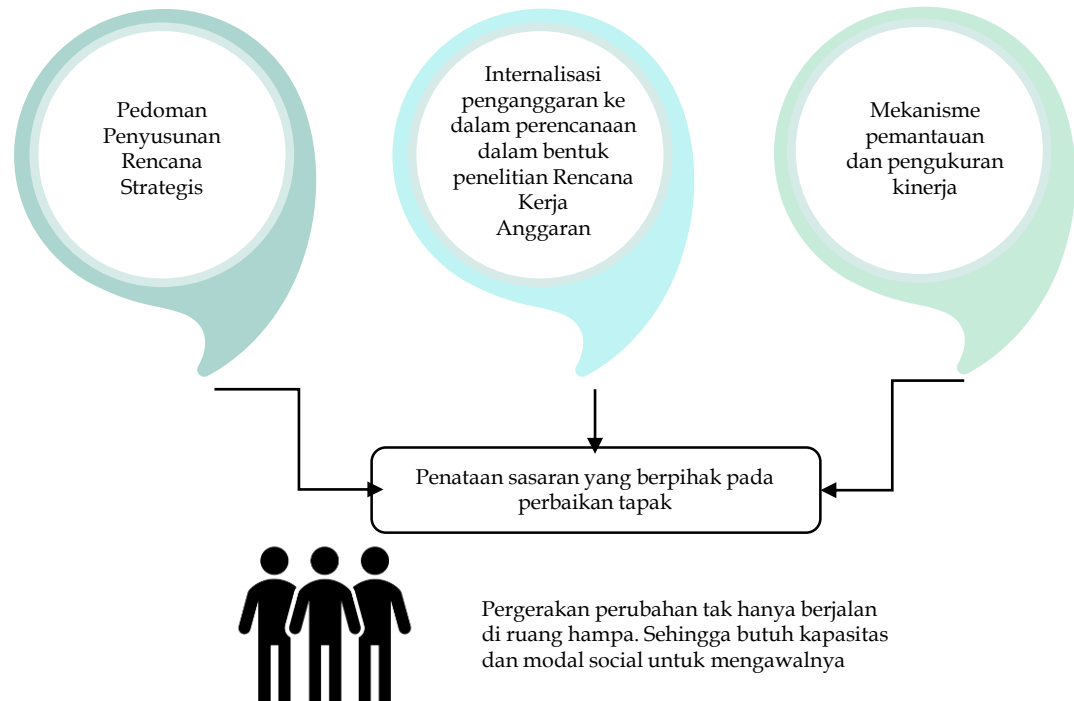 Pedoman
Penyusunan
Rencana
Strategis
Internalisasi
penganggaran ke
dalam perencanaan
dalam bentuk
penelitian Rencana
Kerja
Anggaran
Mekanisme
pemantauan
dan pengukuran
kinerja
Penataan sasaran yang berpihak pada
perbaikan tapak
Pergerakan perubahan tak hanya berjalan
di ruang hampa. Sehingga butuh kapasitas
dan modal social untuk mengawalnya